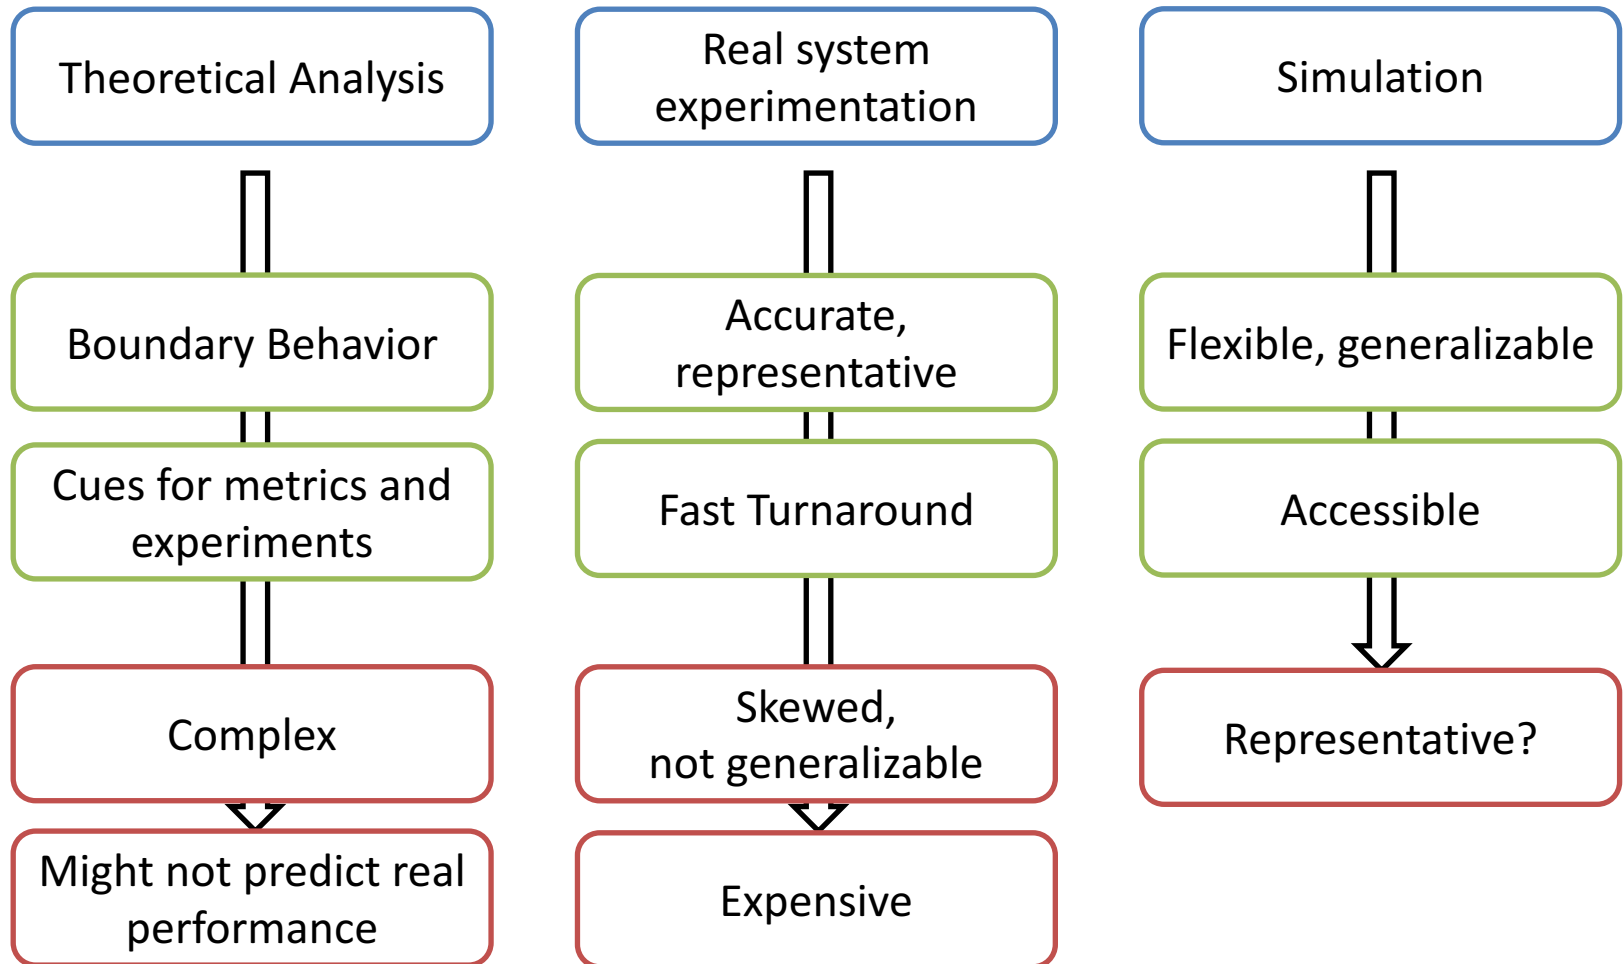 Theoretical Analysis
Boundary Behavior
Cues for metrics and
experiments
Complex
Might not predict real
performance
Real system
experimentation
Accurate,
representative
Fast Turnaround
Skewed,
not generalizable
Expensive
Simulation
Flexible, generalizable
Accessible
Representative?